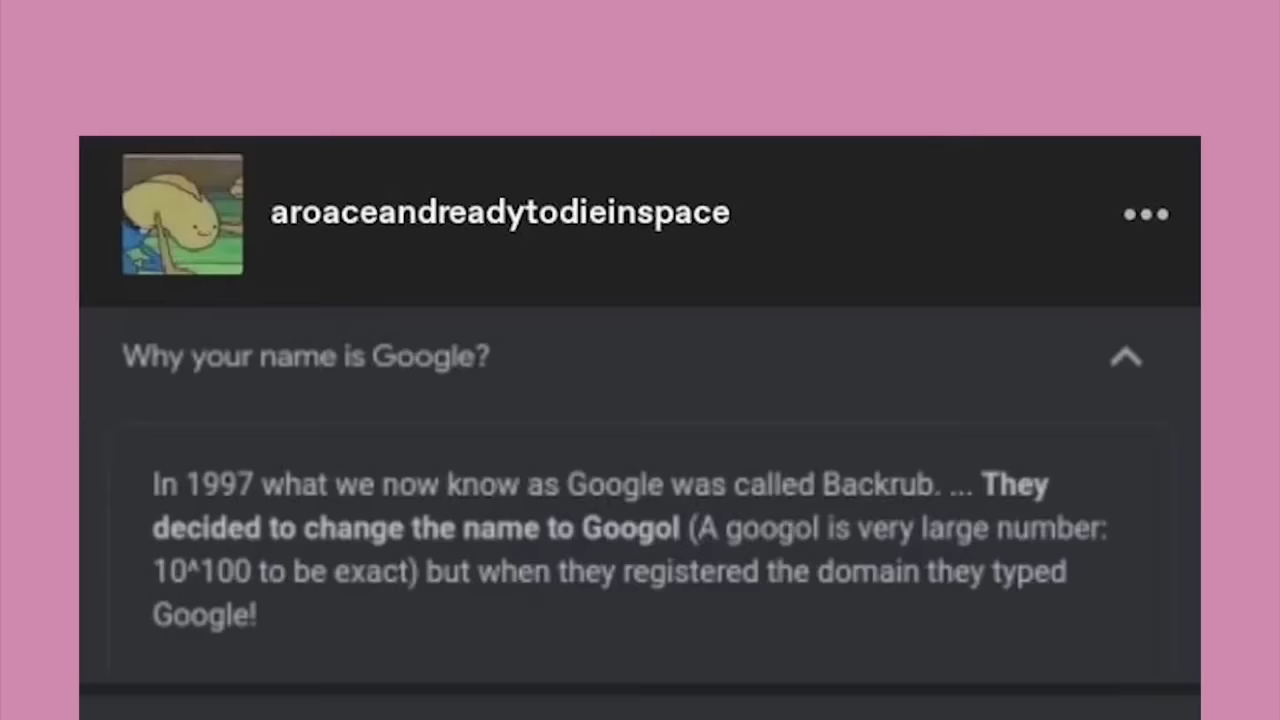 aroaceandreadytodieinspace
Why your name is Google?
In 1997 what we now know as Google was called Backrub. ... They
decided to change the name to Googol (A googol is very large number:
10^100 to be exact) but when they registered the domain they typed
Google!